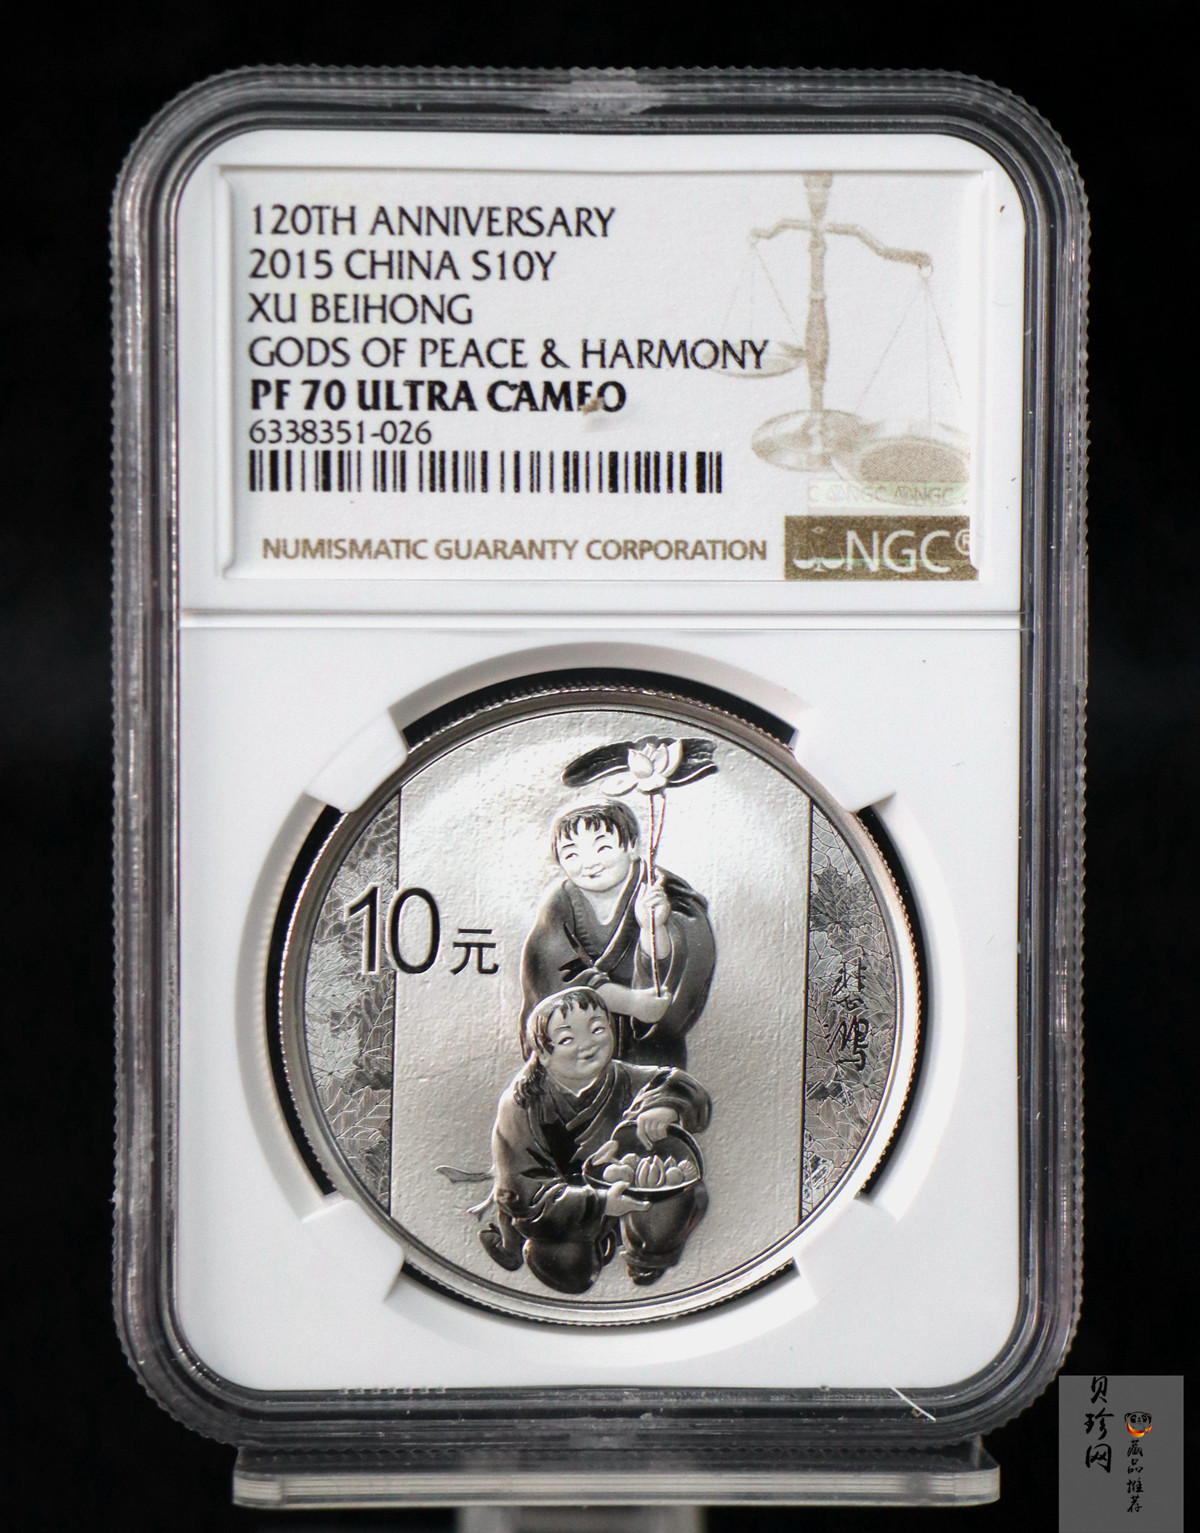 120TH ANNIVERSARY
2015 CHINA S10Y
XU BEIHONG
GODS OF PEACE & HARMONY
PF 70 ULTRA CAMEO
6338351-026
NUMISMATIC GUARANTY CORPORATION
NGC®
10元
悲鸿
贝珍网
藏品推荐